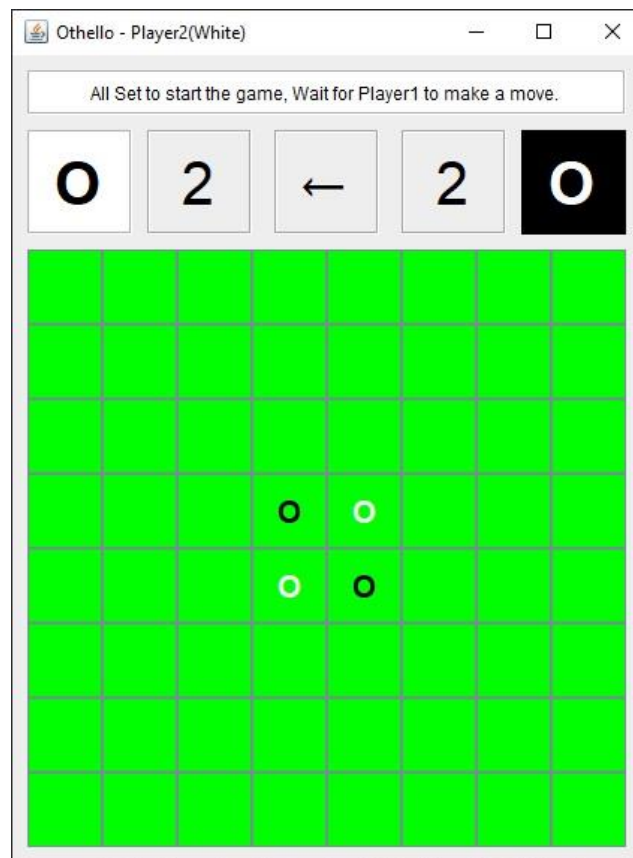 Othello - Player2(White)
All Set to start the game, Wait for Player1 to make a move.
O 2 ← 2 O
O O
O O